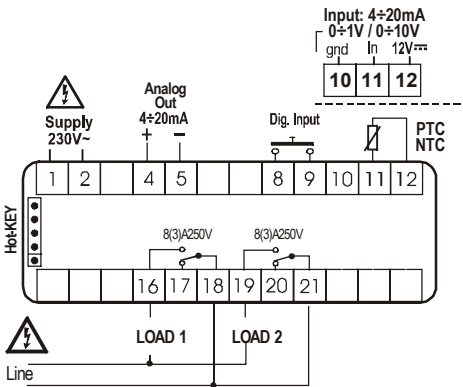 Input: 4÷20mA
0÷1V / 0÷10V
gnd In 12V⎓
10 11 12
Supply
230V~
Analog
Out
4÷20mA
+ −
Dig. Input
PTC
NTC
1 2 4 5 8 9 10 11 12
Hot-KEY
8(3)A250V 8(3)A250V
16 17 18 19 20 21
LOAD 1 LOAD 2
Line